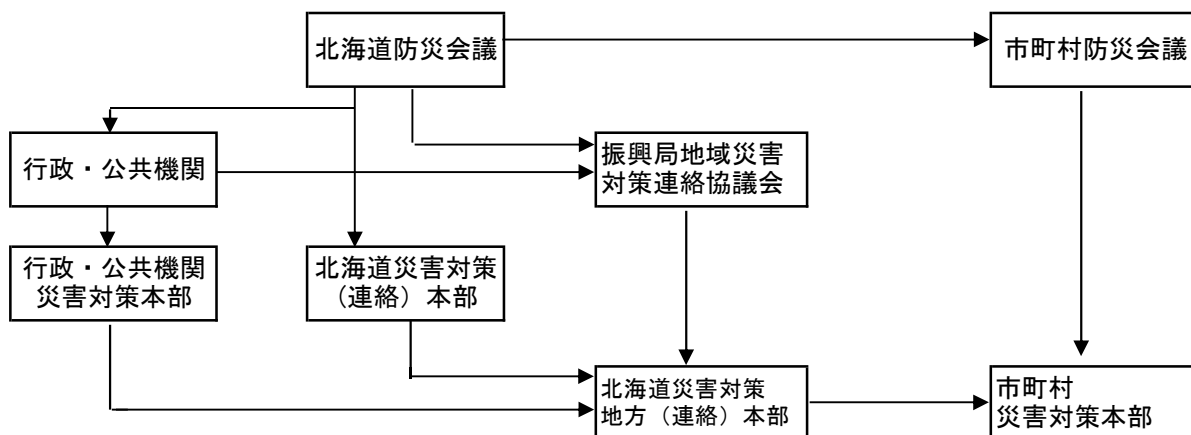 北海道防災会議
市町村防災会議
行政・公共機関
振興局地域災害
対策連絡協議会
行政・公共機関
災害対策本部
北海道災害対策
（連絡）本部
北海道災害対策
地方（連絡）本部
市町村
災害対策本部